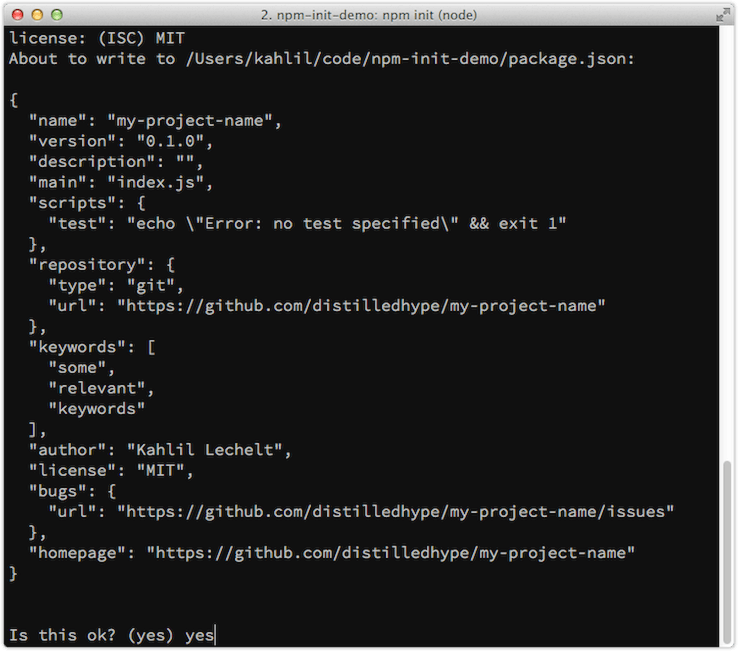 2. npm-init-demo: npm init (node)
license: (ISC) MIT
About to write to /Users/kahlil/code/npm-init-demo/package.json:
{
  "name": "my-project-name",
  "version": "0.1.0",
  "description": "",
  "main": "index.js",
  "scripts": {
    "test": "echo \"Error: no test specified\" && exit 1"
  },
  "repository": {
    "type": "git",
    "url": "https://github.com/distilledhype/my-project-name"
  },
  "keywords": [
    "some",
    "relevant",
    "keywords"
  ],
  "author": "Kahlil Lechelt",
  "license": "MIT",
  "bugs": {
    "url": "https://github.com/distilledhype/my-project-name/issues"
  },
  "homepage": "https://github.com/distilledhype/my-project-name"
}
Is this ok? (yes) yes